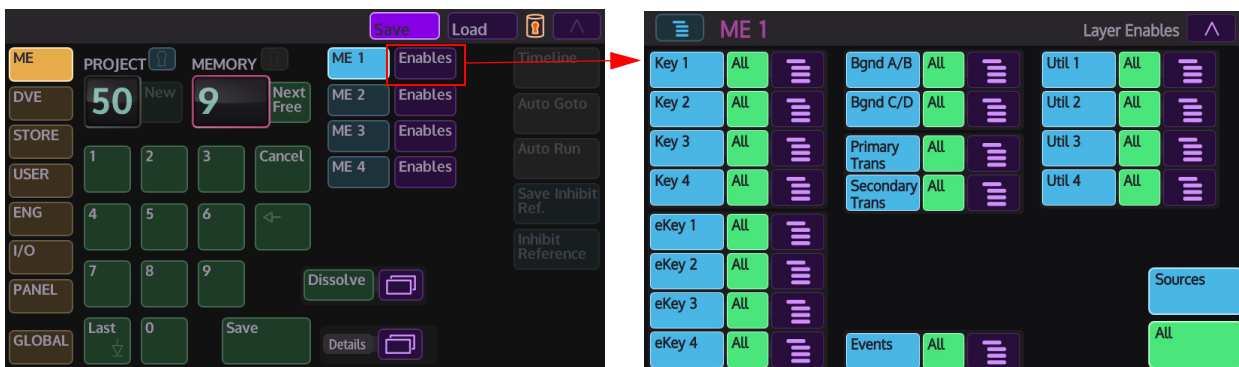 Save Load
ME
DVE
STORE
USER
ENG
I/O
PANEL
GLOBAL
PROJECT MEMORY
50 New 9 Next
Free
1 2 3 Cancel
4 5 6
7 8 9
Last 0 Save
ME 1 Enables
ME 2 Enables
ME 3 Enables
ME 4 Enables
Dissolve
Details
Timeline
Auto Goto
Auto Run
Save Inhibit
Ref.
Inhibit
Reference
ME 1 Layer Enables
Key 1 All
Key 2 All
Key 3 All
Key 4 All
eKey 1 All
eKey 2 All
eKey 3 All
eKey 4 All
Bgnd A/B All
Bgnd C/D All
Primary
Trans All
Secondary
Trans All
Events All
Util 1 All
Util 2 All
Util 3 All
Util 4 All
Sources
All